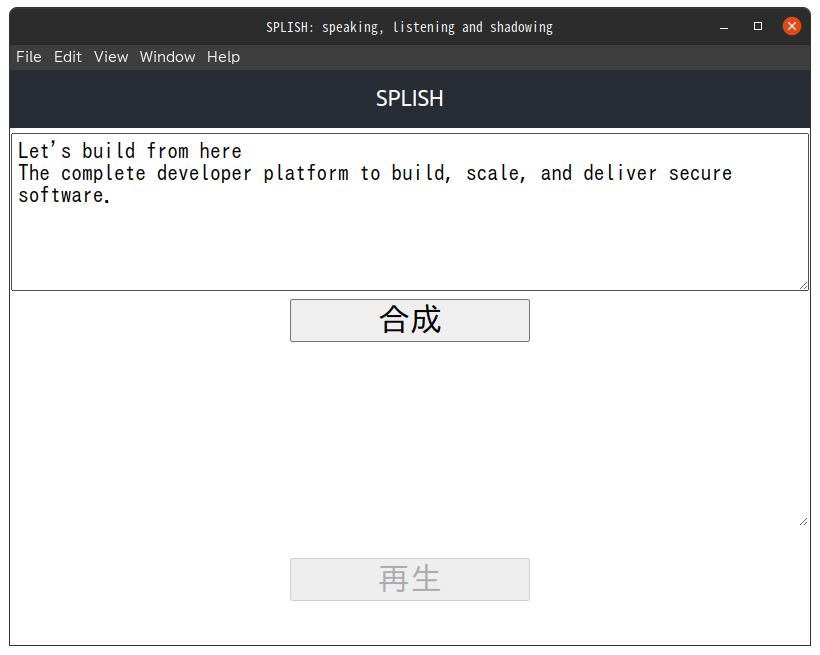 SPLISH: speaking, listening and shadowing
File Edit View Window Help
SPLISH
Let's build from here
The complete developer platform to build, scale, and deliver secure
software.
合成
再生